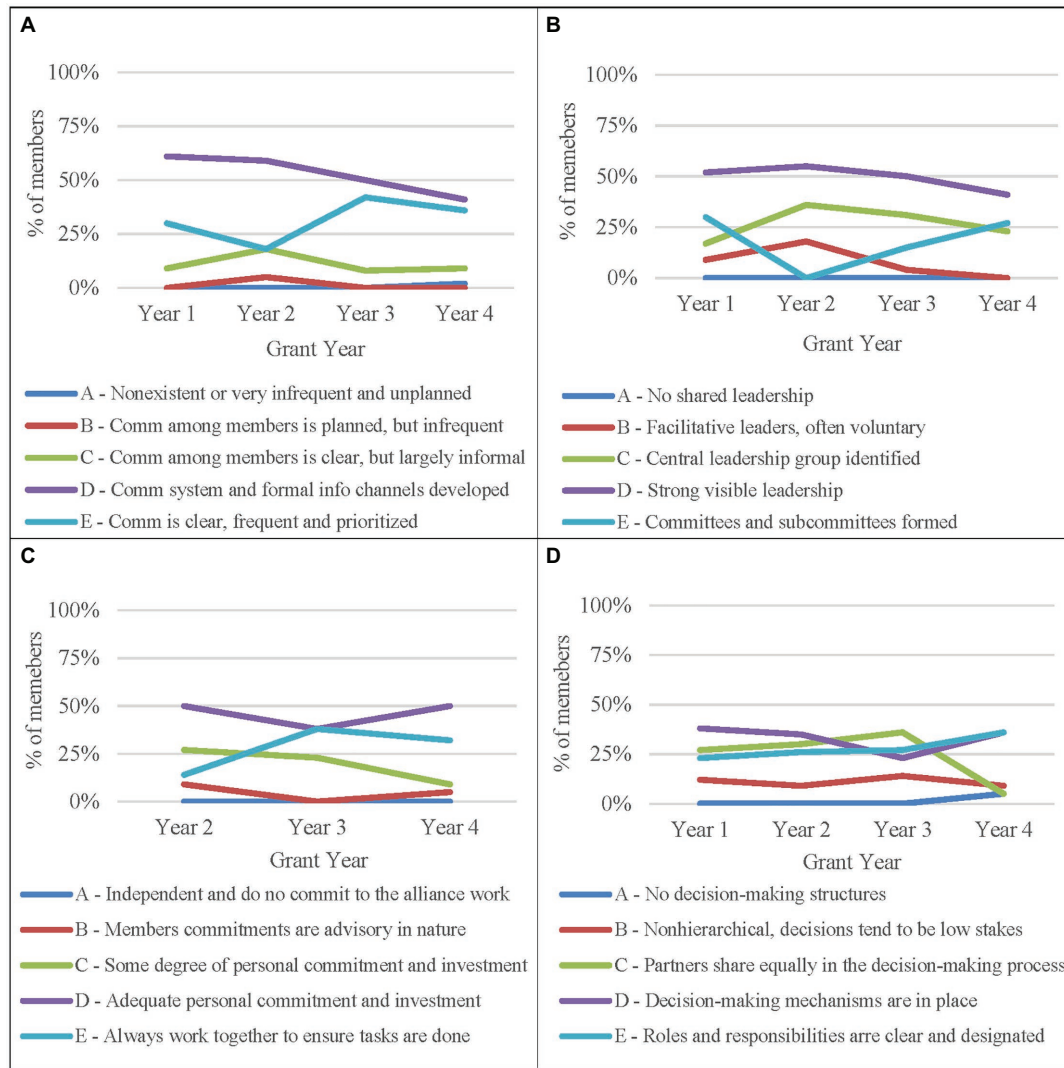 A
% of memebers
100%
75%
50%
25%
0%
Year 1 Year 2 Year 3 Year 4
Grant Year
A - Nonexistent or very infrequent and unplanned
B - Comm among members is planned, but infrequent
C - Comm among members is clear, but largely informal
D - Comm system and formal info channels developed
E - Comm is clear, frequent and prioritized
B
% of memebers
100%
75%
50%
25%
0%
Year 1 Year 2 Year 3 Year 4
Grant Year
A - No shared leadership
B - Facilitative leaders, often voluntary
C - Central leadership group identified
D - Strong visible leadership
E - Committees and subcommittees formed
C
% of memebers
100%
75%
50%
25%
0%
Year 2 Year 3 Year 4
Grant Year
A - Independent and do no commit to the alliance work
B - Members commitments are advisory in nature
C - Some degree of personal commitment and investment
D - Adequate personal commitment and investment
E - Always work together to ensure tasks are done
D
% of memebers
100%
75%
50%
25%
0%
Year 1 Year 2 Year 3 Year 4
Grant Year
A - No decision-making structures
B - Nonhierarchical, decisions tend to be low stakes
C - Partners share equally in the decision-making process
D - Decision-making mechanisms are in place
E - Roles and responsibilities arre clear and designated